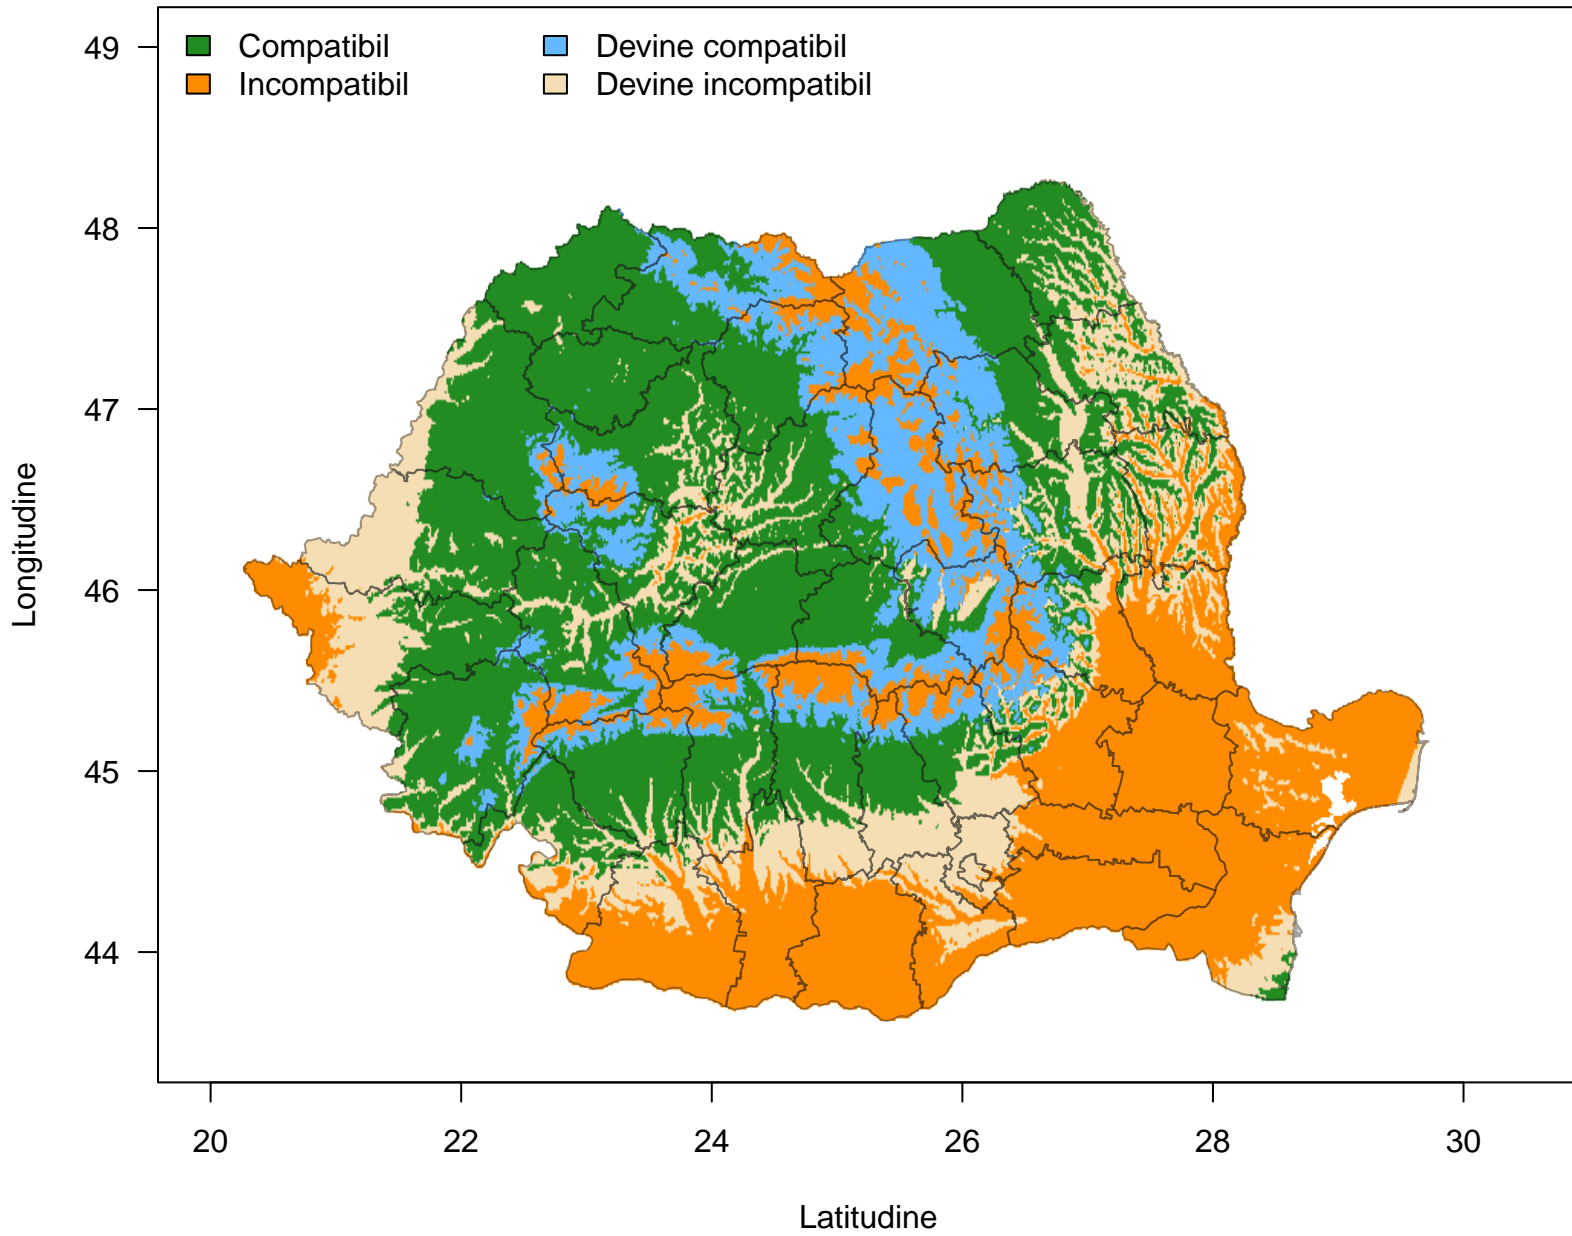 Compatibil
Incompatibil
Devine compatibil
Devine incompatibil
49
48
47
46
45
44
Longitudine
20 22 24 26 28 30
Latitudine